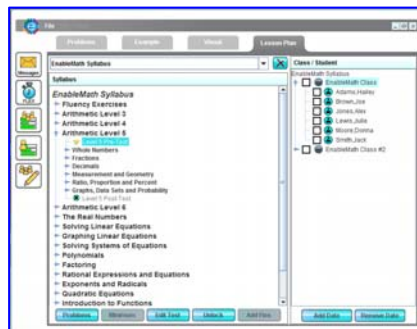 File
Problems Example Visual Lesson Plan
EnableMath Syllabus
Syllabus
Class / Student
EnableMath Syllabus
Fluency Exercises
Arithmetic Level 3
Arithmetic Level 4
Arithmetic Level 5
Level 5 Pre-Test
Whole Numbers
Fractions
Decimals
Measurement and Geometry
Ratio, Proportion and Percent
Graphs, Data Sets and Probability
Level 5 Post-Test
Arithmetic Level 6
The Real Numbers
Solving Linear Equations
Graphing Linear Equations
Solving Systems of Equations
Polynomials
Factoring
Rational Expressions and Equations
Exponents and Radicals
Quadratic Equations
Introduction to Functions
EnableMath Syllabus
EnableMath Class
Adams,Hailey
Brown,Joe
Jones,Alex
Lewis,Julia
Moore,Donna
Smith,Jack
EnableMath Class #2
Messages
Problems Edit Test Unlock Add Files Add Date Remove Date